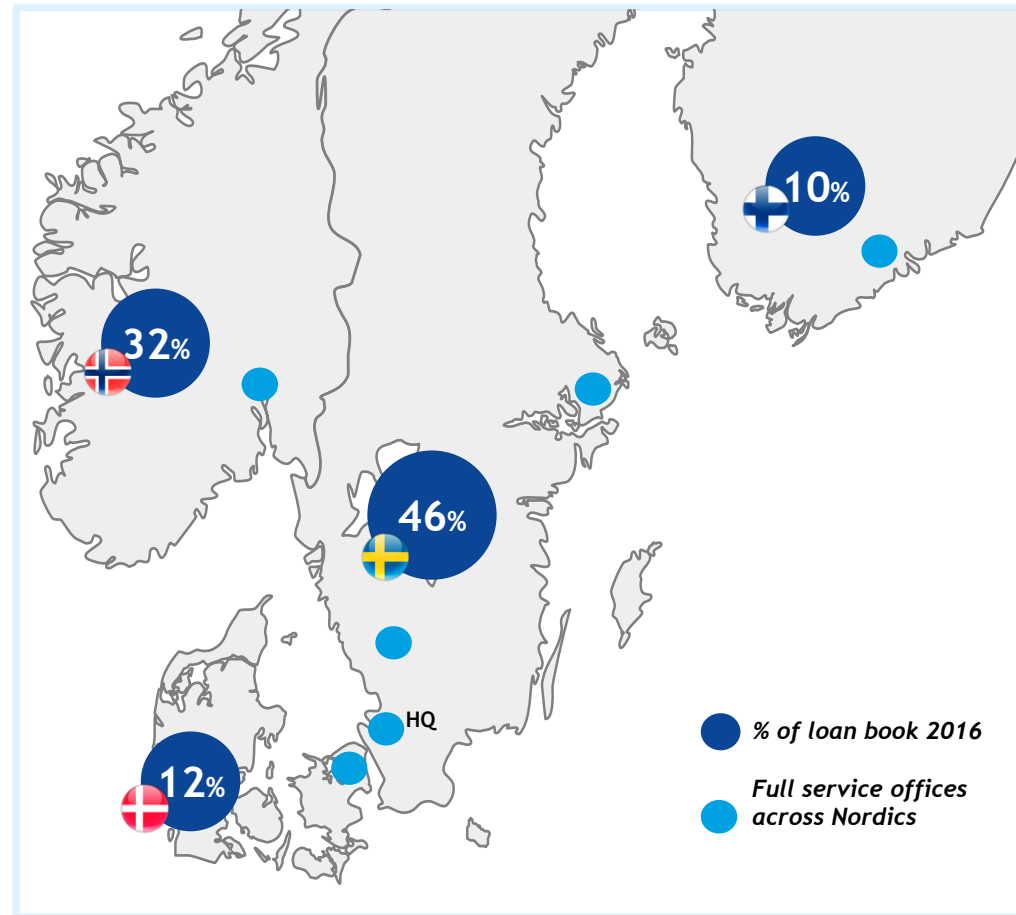 10%
32%
46%
HQ
% of loan book 2016
12%
Full service offices
across Nordics